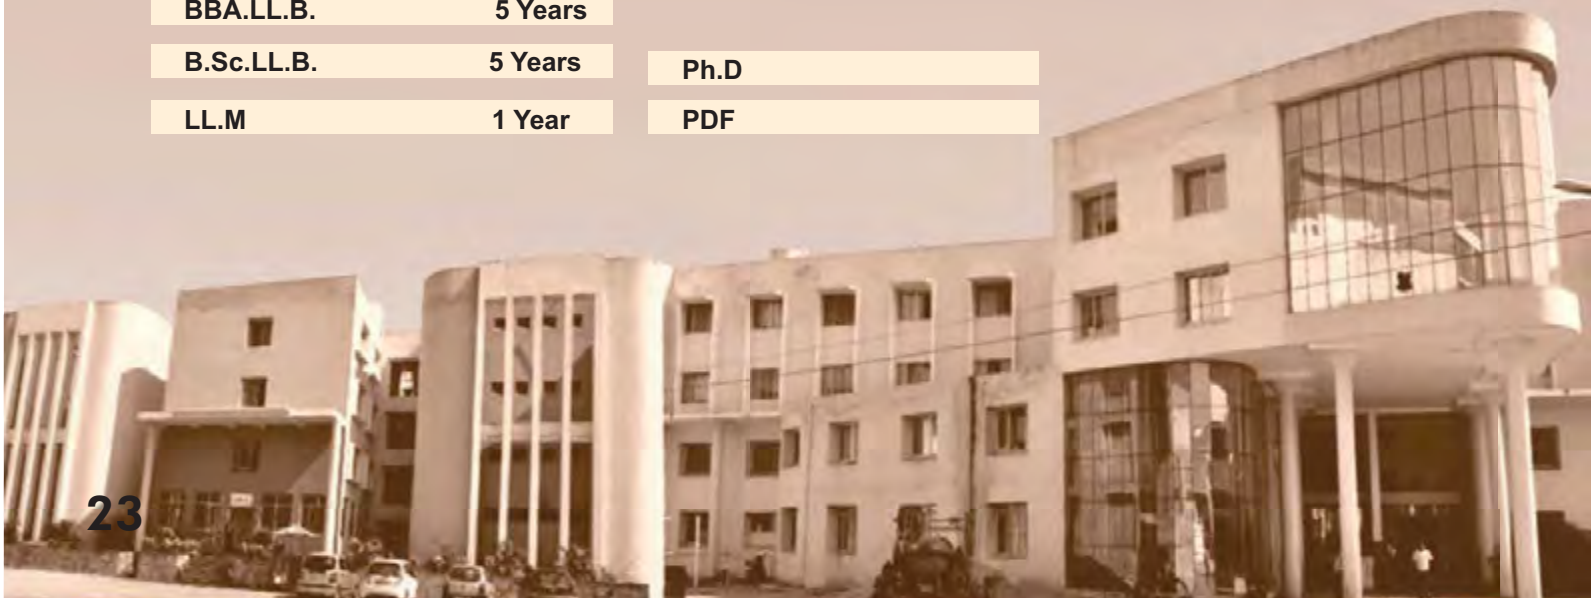 BBA.LL.B. 5 Years
B.Sc.LL.B. 5 Years
LL.M 1 Year
Ph.D
PDF
23